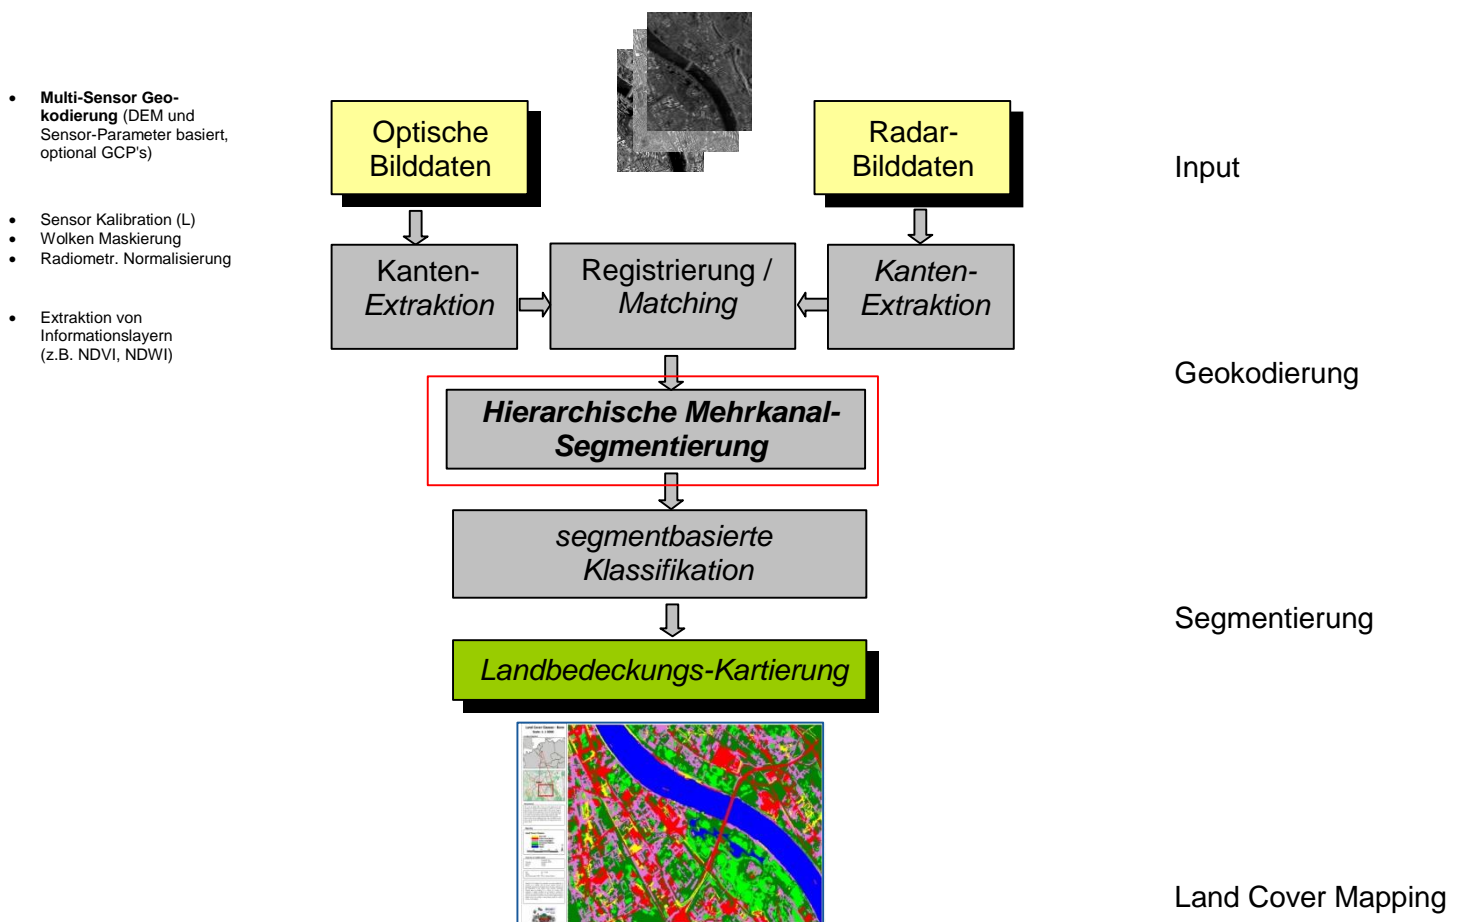 • Multi-Sensor Geo-
kodierung (DEM und
Sensor-Parameter basiert,
optional GCP's)
• Sensor Kalibration (L)
• Wolken Maskierung
• Radiometr. Normalisierung
• Extraktion von
Informationslayern
(z.B. NDVI, NDWI)
Optische
Bilddaten
Radar-
Bilddaten
Input
Kanten-
Extraktion
Registrierung /
Matching
Kanten-
Extraktion
Geokodierung
Hierarchische Mehrkanal-
Segmentierung
segmentbasierte
Klassifikation
Segmentierung
Landbedeckungs-Kartierung
Land Cover Mapping